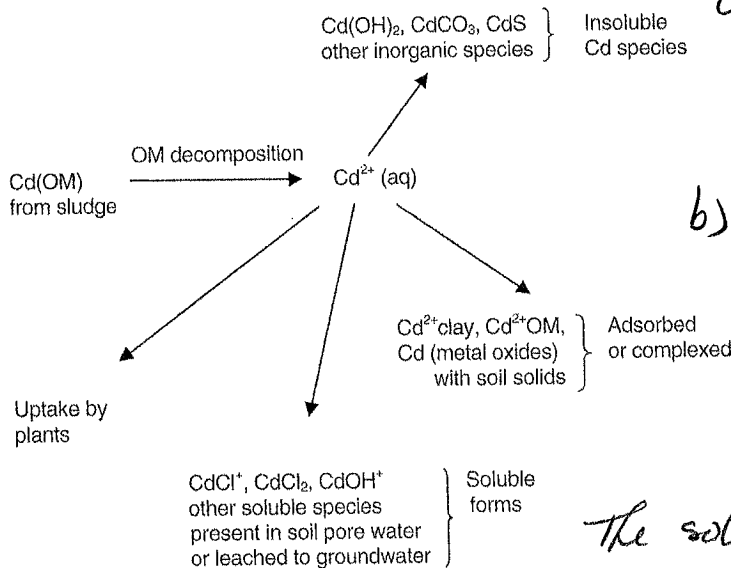 Cd(OH)₂, CdCO₃, CdS
other inorganic species
Insoluble
Cd species
OM decomposition
Cd(OM)
from sludge
Cd²⁺ (aq)
b)
Cd²⁺clay, Cd²⁺OM,
Cd (metal oxides)
with soil solids
Adsorbed
or complexed
Uptake by
plants
CdCl⁺, CdCl₂, CdOH⁺
other soluble species
present in soil pore water
or leached to groundwater
Soluble
forms
The sol